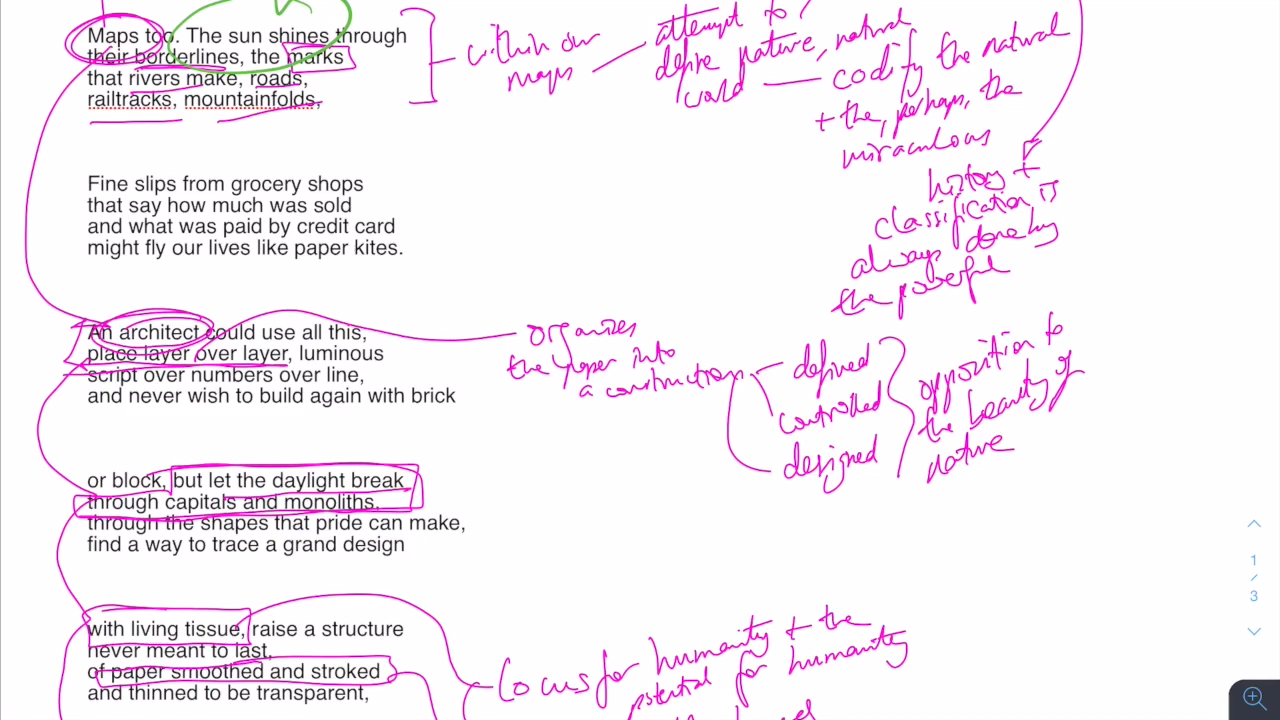 Maps too. The sun shines through
their borderlines, the marks
that rivers make, roads,
railtracks, mountainfolds,
within our
maps
attempt to
define nature, natural
world
codify the natural
+ the, perhaps, the
miraculous
history +
classification is
always done by
the powerful
Fine slips from grocery shops
that say how much was sold
and what was paid by credit card
might fly our lives like paper kites.
An architect could use all this,
place layer over layer, luminous
script over numbers over line,
and never wish to build again with brick
organizes
the paper into
a construction
defined
controlled
designed
opposition to
the beauty of
nature
or block, but let the daylight break
through capitals and monoliths,
through the shapes that pride can make,
find a way to trace a grand design
with living tissue, raise a structure
never meant to last,
of paper smoothed and stroked
and thinned to be transparent,
Locus for humanity + the
potential for humanity
1
/
3